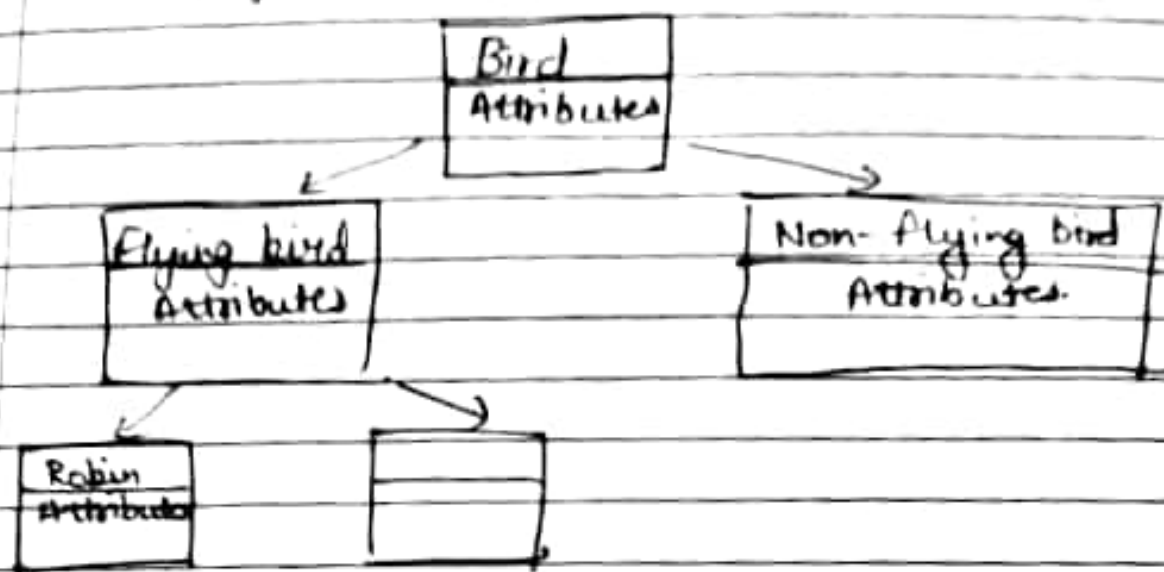 Bird
Attributes
Flying bird
Attributes
Non-flying bird
Attributes.
Robin
Attributes